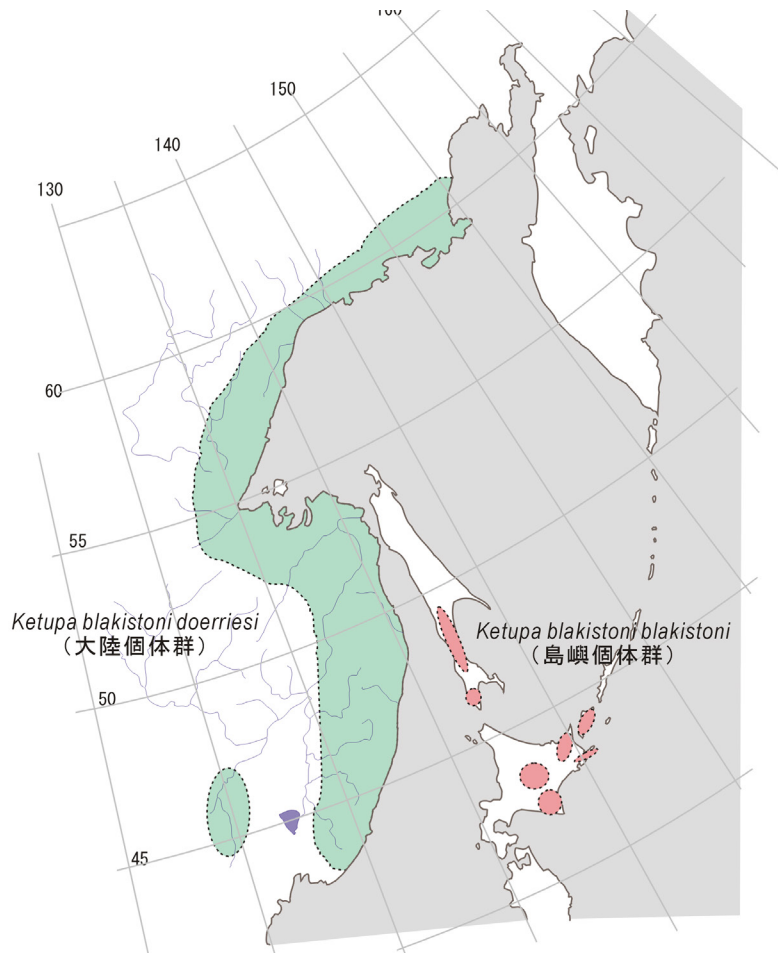 160
150
140
130
60
55
Ketupa blakistoni doerriesi
（大陸個体群）
Ketupa blakistoni blakistoni
（島嶼個体群）
50
45